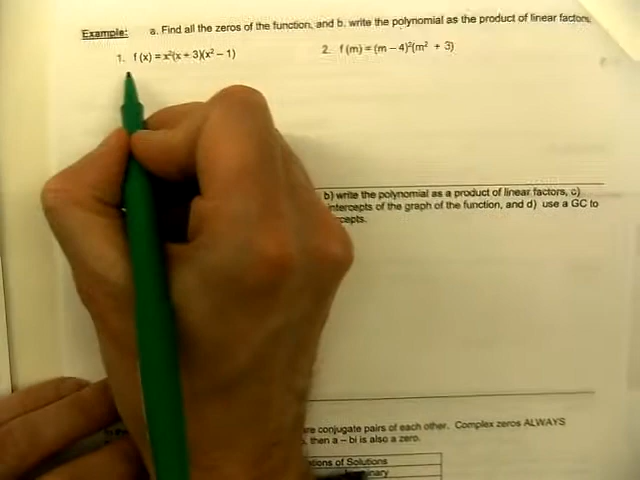 Example: a. Find all the zeros of the function, and b. write the polynomial as the product of linear factors.
1. f (x) = x²(x + 3)(x² – 1) 2. f (m) = (m – 4)²(m² + 3)
b) write the polynomial as a product of linear factors, c)
intercepts of the graph of the function, and d) use a GC to
cepts.
are conjugate pairs of each other. Complex zeros ALWAYS
then a – bi is also a zero.
ations of Solutions